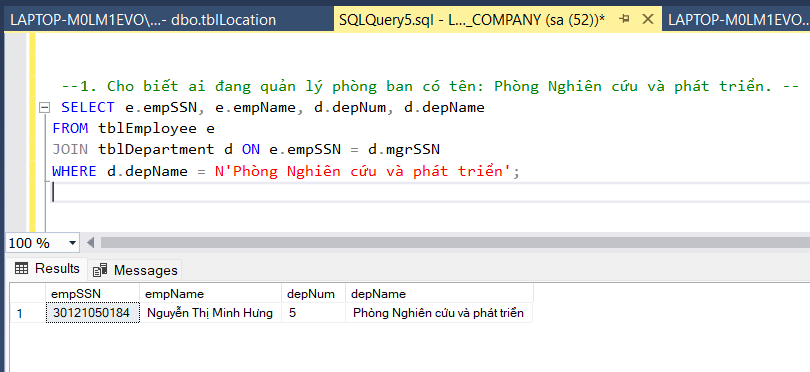 LAPTOP-M0LM1EVO\...- dbo.tblLocation
SQLQuery5.sql - L..._COMPANY (sa (52))*
LAPTOP-M0LM1EVO...
--1. Cho biết ai đang quản lý phòng ban có tên: Phòng Nghiên cứu và phát triển. --
SELECT e.empSSN, e.empName, d.depNum, d.depName
FROM tblEmployee e
JOIN tblDepartment d ON e.empSSN = d.mgrSSN
WHERE d.depName = N'Phòng Nghiên cứu và phát triển';
100 %
Results Messages
empSSN empName depNum depName
1 30121050184 Nguyễn Thị Minh Hưng 5 Phòng Nghiên cứu và phát triển